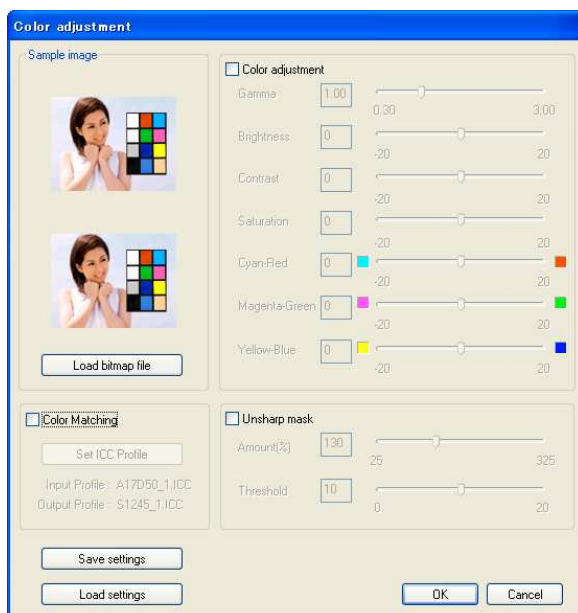 Color adjustment
Sample image
Load bitmap file
Color adjustment
Gamma 1.00
0.30 3.00
Brightness 0
-20 20
Contrast 0
-20 20
Saturation 0
-20 20
Cyan-Red 0
-20 20
Magenta-Green 0
-20 20
Yellow-Blue 0
-20 20
Color Matching
Set ICC Profile
Input Profile : A17D50_1.ICC
Output Profile : S1245_1.ICC
Unsharp mask
Amount(%) 130
25 325
Threshold 10
0 20
Save settings
Load settings
OK Cancel